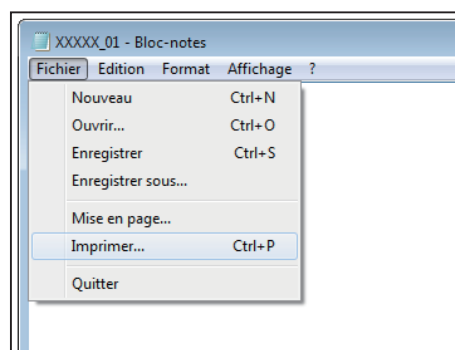 XXXXX_01 - Bloc-notes
Fichier Edition Format Affichage ?
Nouveau Ctrl+N
Ouvrir... Ctrl+O
Enregistrer Ctrl+S
Enregistrer sous...
Mise en page...
Imprimer... Ctrl+P
Quitter